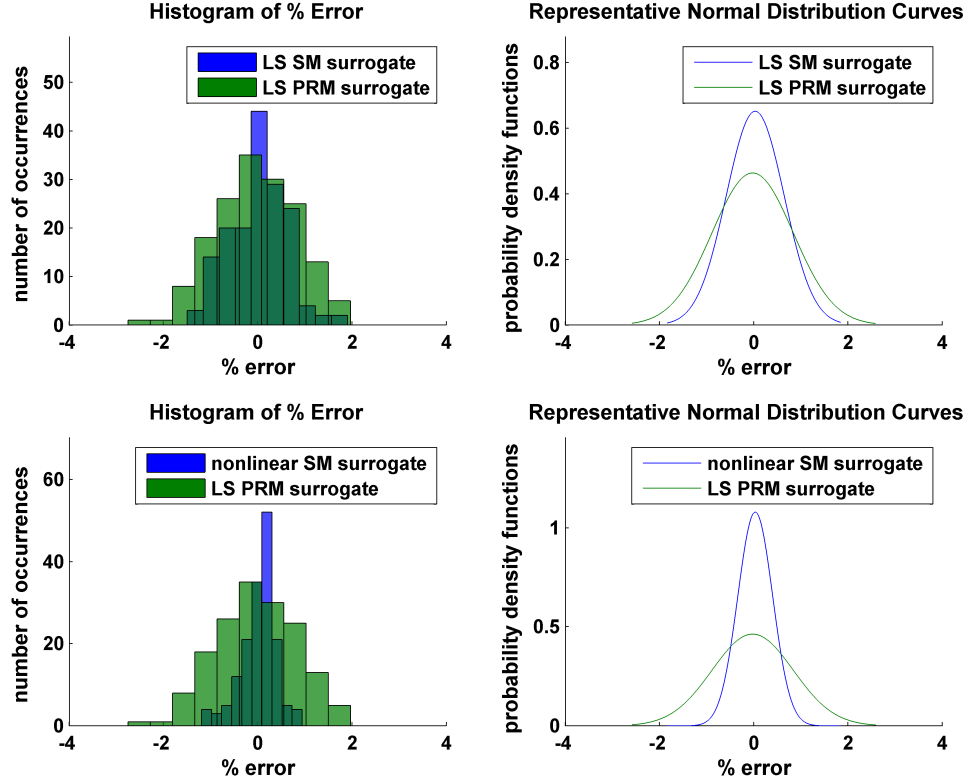 Histogram of % Error
number of occurrences
50
40
30
20
10
0
LS SM surrogate
LS PRM surrogate
-4
-2
0
2
4
% error
Representative Normal Distribution Curves
probability density functions
0.8
0.6
0.4
0.2
0
LS SM surrogate
LS PRM surrogate
-4
-2
0
2
4
% error
Histogram of % Error
number of occurrences
60
40
20
0
nonlinear SM surrogate
LS PRM surrogate
-4
-2
0
2
4
% error
Representative Normal Distribution Curves
probability density functions
1
0.5
0
nonlinear SM surrogate
LS PRM surrogate
-4
-2
0
2
4
% error